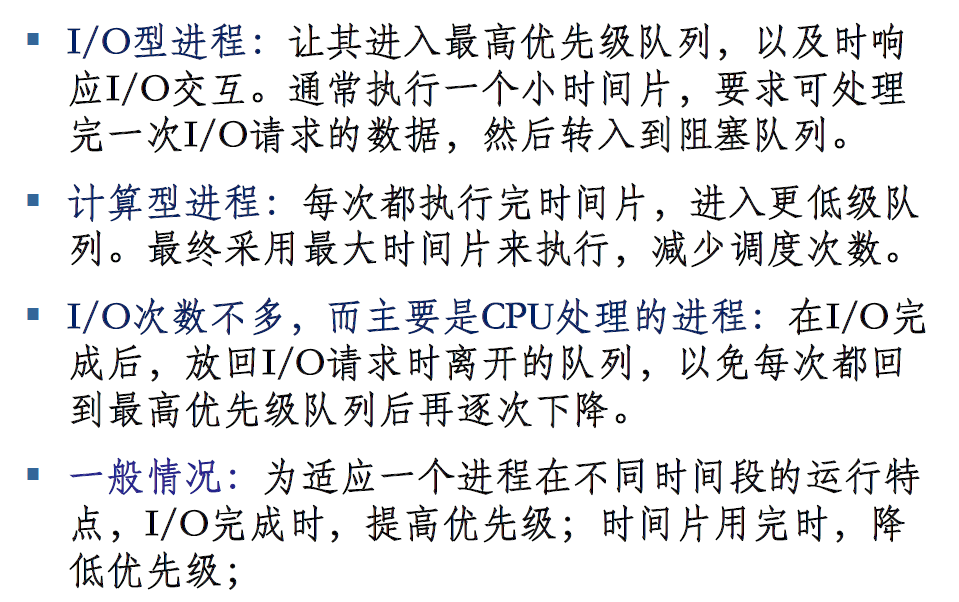 I/O型进程：让其进入最高优先级队列，以及时响
应I/O交互。通常执行一个小时间片，要求可处理
完一次I/O请求的数据，然后转入到阻塞队列。
计算型进程：每次都执行完时间片，进入更低级队
列。最终采用最大时间片来执行，减少调度次数。
I/O次数不多，而主要是CPU处理的进程：在I/O完
成后，放回I/O请求时离开的队列，以免每次都回
到最高优先级队列后再逐次下降。
一般情况：为适应一个进程在不同时间段的运行特
点，I/O完成时，提高优先级；时间片用完时，降
低优先级；